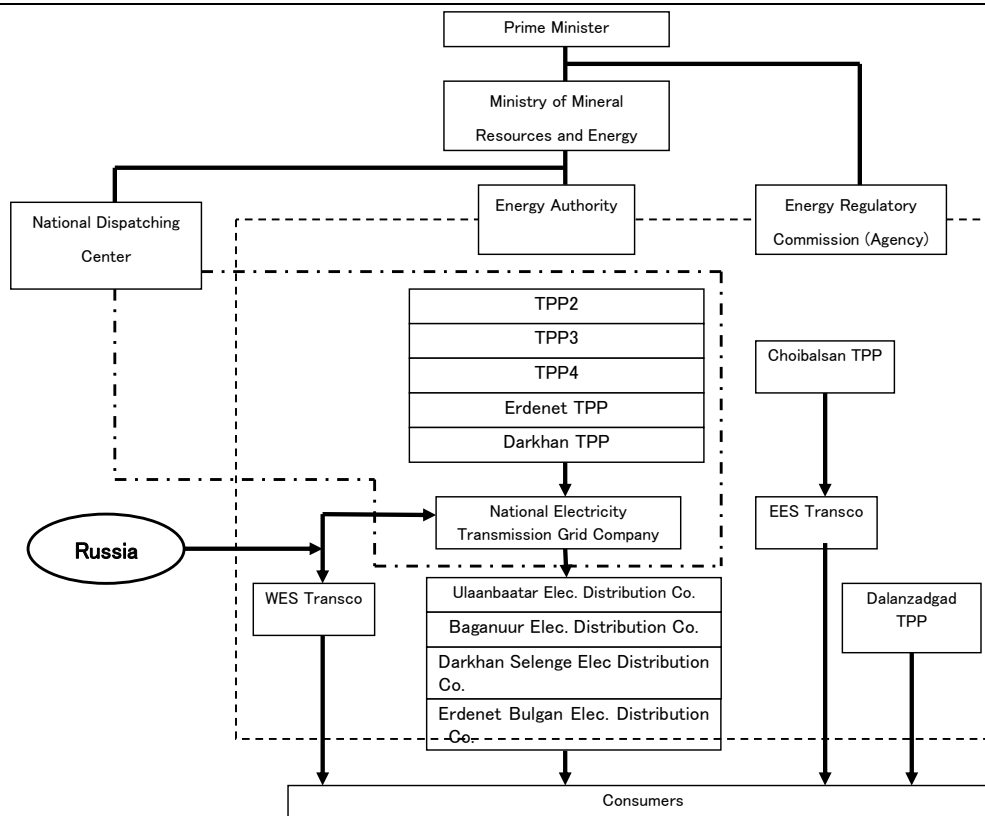 Prime Minister
Ministry of Mineral
Resources and Energy
National Dispatching
Center
Energy Authority
Energy Regulatory
Commission (Agency)
TPP2
TPP3
TPP4
Erdenet TPP
Darkhan TPP
Choibalsan TPP
National Electricity
Transmission Grid Company
EES Transco
Russia
WES Transco
Ulaanbaatar Elec. Distribution Co.
Baganuur Elec. Distribution Co.
Darkhan Selenge Elec Distribution
Co.
Erdenet Bulgan Elec. Distribution
Co.
Dalanzadgad
TPP
Consumers